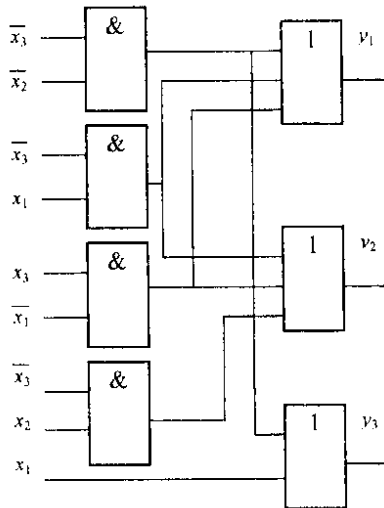 & 1 y₁
x̄₃
x̄₂
&
x̄₃
x₁
& 1 y₂
x₃
x̄₁
&
x̄₃
x₂
1 y₃
x₁